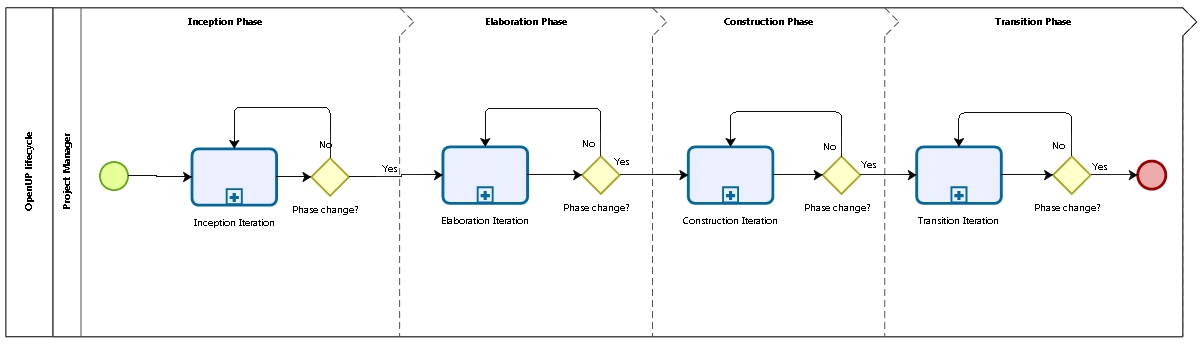 OpenUP lifecycle
Project Manager
Inception Phase
Elaboration Phase
Construction Phase
Transition Phase
No
Yes
Phase change?
Inception Iteration
No
Yes
Phase change?
Elaboration Iteration
No
Yes
Phase change?
Construction Iteration
No
Yes
Phase change?
Transition Iteration